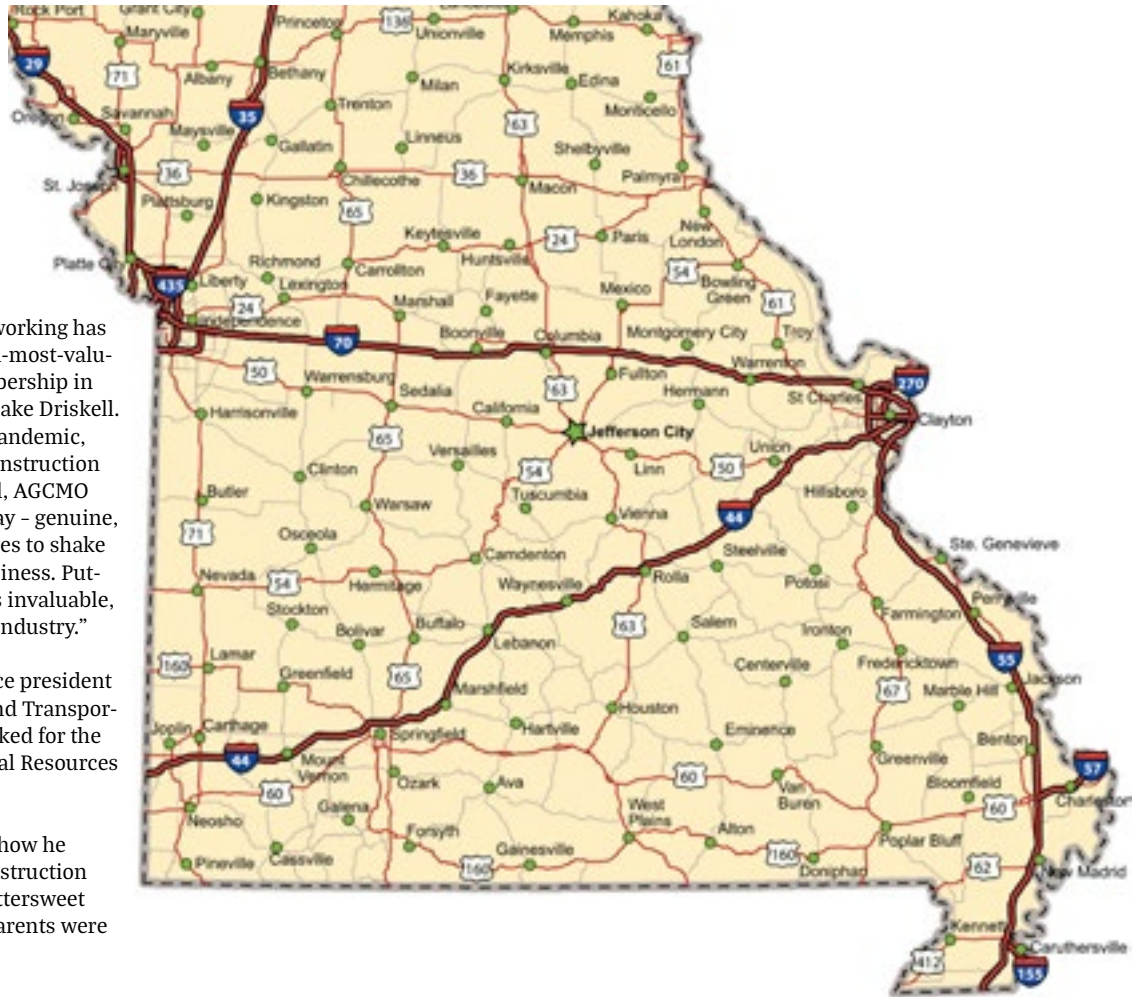 working has
-most-valu-
bership in
ake Driskell.
andemic,
nstruction
l, AGCMO
ay – genuine,
es to shake
iness. Put-
s invaluable,
ndustry.”
ce president
nd Transpor-
ked for the
al Resources
how he
struction
ttersweet
arents were
Rock Port
Grant City
Princeton
136
Unionville
Memphis
Kahoka
29
Maryville
71
Albany
Bethany
Milan
Kirksville
Edina
61
Oregon
Savannah
35
Trenton
Monticello
Maysville
Gallatin
Linneus
63
Shelbyville
St. Joseph
36
Chillecothe
36
Macon
Palmyra
Plattsburg
Kingston
65
New
London
Keytesville
Huntsville
24
Paris
Platte City
435
Liberty
Richmond
Lexington
Carrollton
54
Bowling
Green
24
Independence
Marshall
Fayette
Mexico
61
70
Boonville
Columbia
Montgomery City
Troy
50
Warrensburg
Sedalia
63
Fullton
Warrenton
270
Harrisonville
California
Hermann
St Charles
Clayton
65
Jefferson City
Clinton
Versailles
54
Linn
50
Union
Butler
Warsaw
Tuscumbia
Vienna
44
Hillsboro
71
Osceola
Camdenton
Steelville
Ste. Genevieve
Nevada
54
Hermitage
Waynesville
Rolla
Potosi
Stockton
Bolivar
Buffalo
Lebanon
63
Salem
Farmington
Perryville
Ironton
160
Lamar
Greenfield
65
Marshfield
Centerville
Fredericktown
55
67
Marble Hill
Jackson
Joplin
Carthage
Springfield
Hartville
Houston
Eminence
Benton
44
Mount
Vernon
Ozark
Ava
60
Van
Buren
Greenville
Bloomfield
57
60
Charleston
Neosho
60
Galena
West
Plains
Forsyth
Alton
Poplar Bluff
Pineville
Cassville
160
Gainesville
160
Doniphan
62
New Madrid
Kennett
412
Caruthersville
155